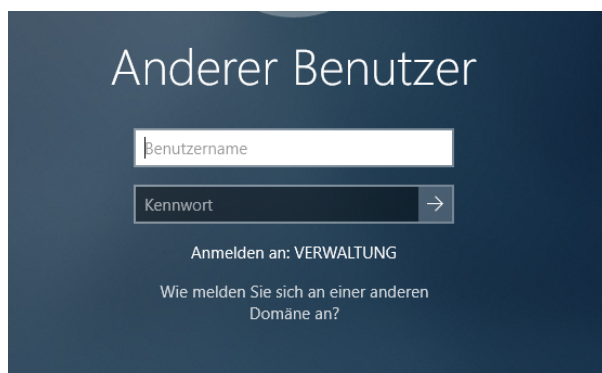 Anderer Benutzer
Benutzername
Kennwort
Anmelden an: VERWALTUNG
Wie melden Sie sich an einer anderen
Domäne an?